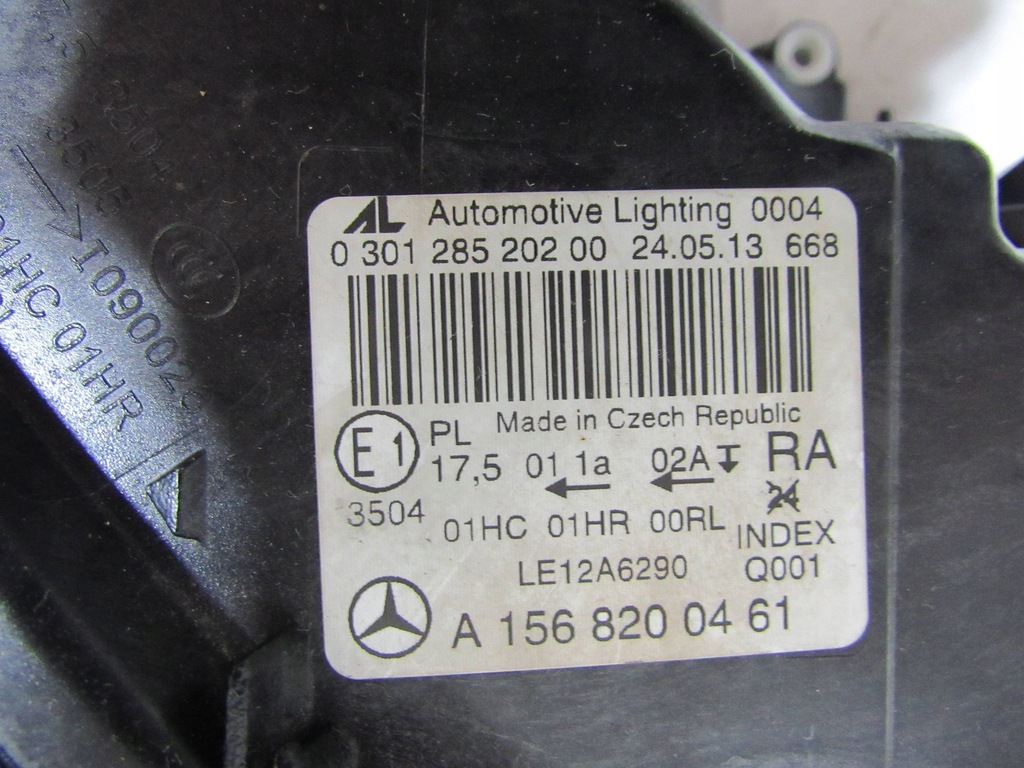 AL Automotive Lighting 0004
0 301 285 202 00 24.05.13 668
Made in Czech Republic
E1 PL
17,5 01 1a 02A RA
3504
24
01HC 01HR 00RL INDEX
LE12A6290 Q001
A 156 820 04 61
3504
3505
01HC 01HR